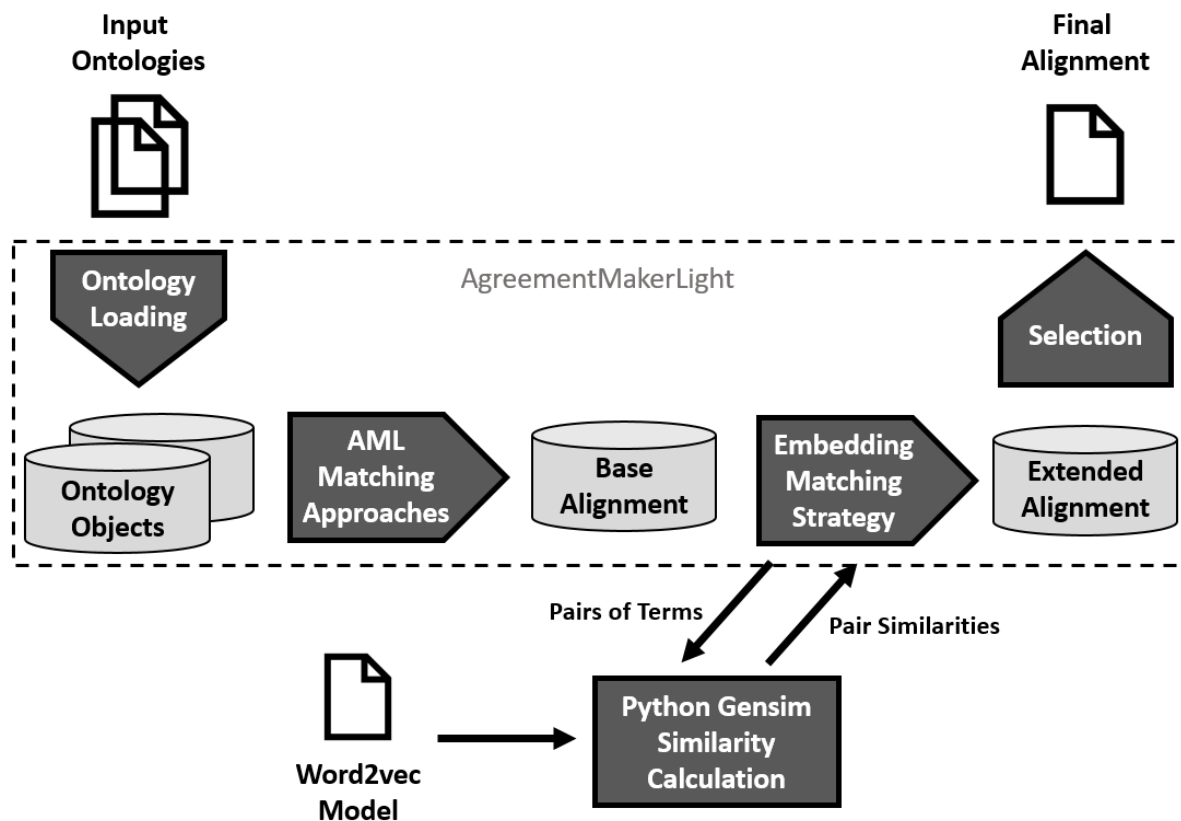 Input
Ontologies
Final
Alignment
AgreementMakerLight
Ontology
Loading
Selection
Ontology
Objects
AML
Matching
Approaches
Base
Alignment
Embedding
Matching
Strategy
Extended
Alignment
Pairs of Terms
Pair Similarities
Word2vec
Model
Python Gensim
Similarity
Calculation